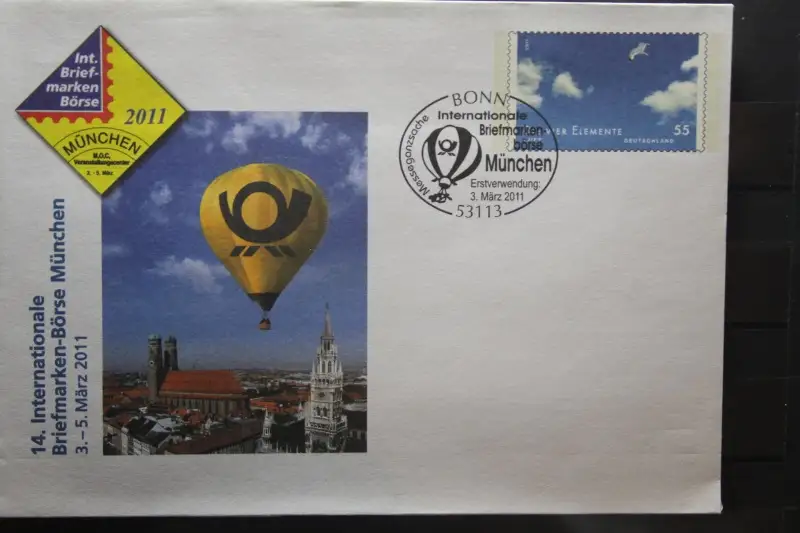 Int.
Brief-
marken
Börse
2011
MÜNCHEN
M,O,C,
Veranstaltungscenter
3. - 5. März
14. Internationale
Briefmarken-Börse München
3. – 5. März 2011
BONN
Internationale
Briefmarken-
börse
München
Erstverwendung:
3. März 2011
53113
Messeganzsache
ELEMENTE
DEUTSCHLAND
55